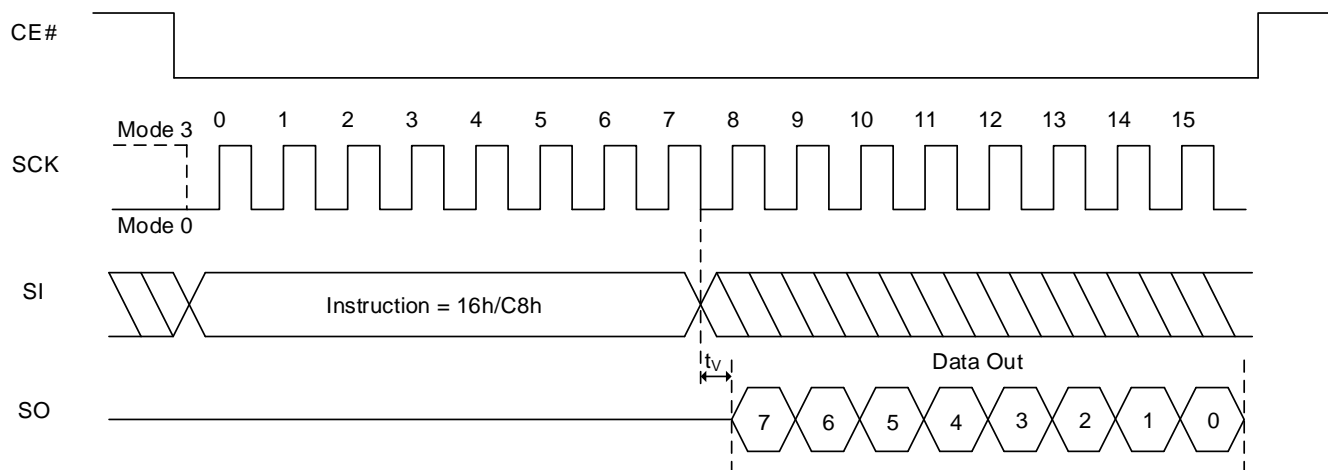 CE#
Mode 3
0 1 2 3 4 5 6 7 8 9 10 11 12 13 14 15
SCK
Mode 0
SI
Instruction = 16h/C8h
tV
Data Out
SO
7 6 5 4 3 2 1 0